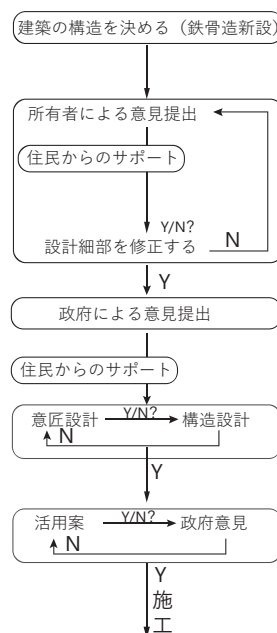 建築の構造を決める（鉄骨造新設）
所有者による意見提出
住民からのサポート
Y/N?
設計細部を修正する N
Y
政府による意見提出
住民からのサポート
意匠設計 Y/N? 構造設計
N
Y
活用案 Y/N? 政府意見
N
Y
施
工